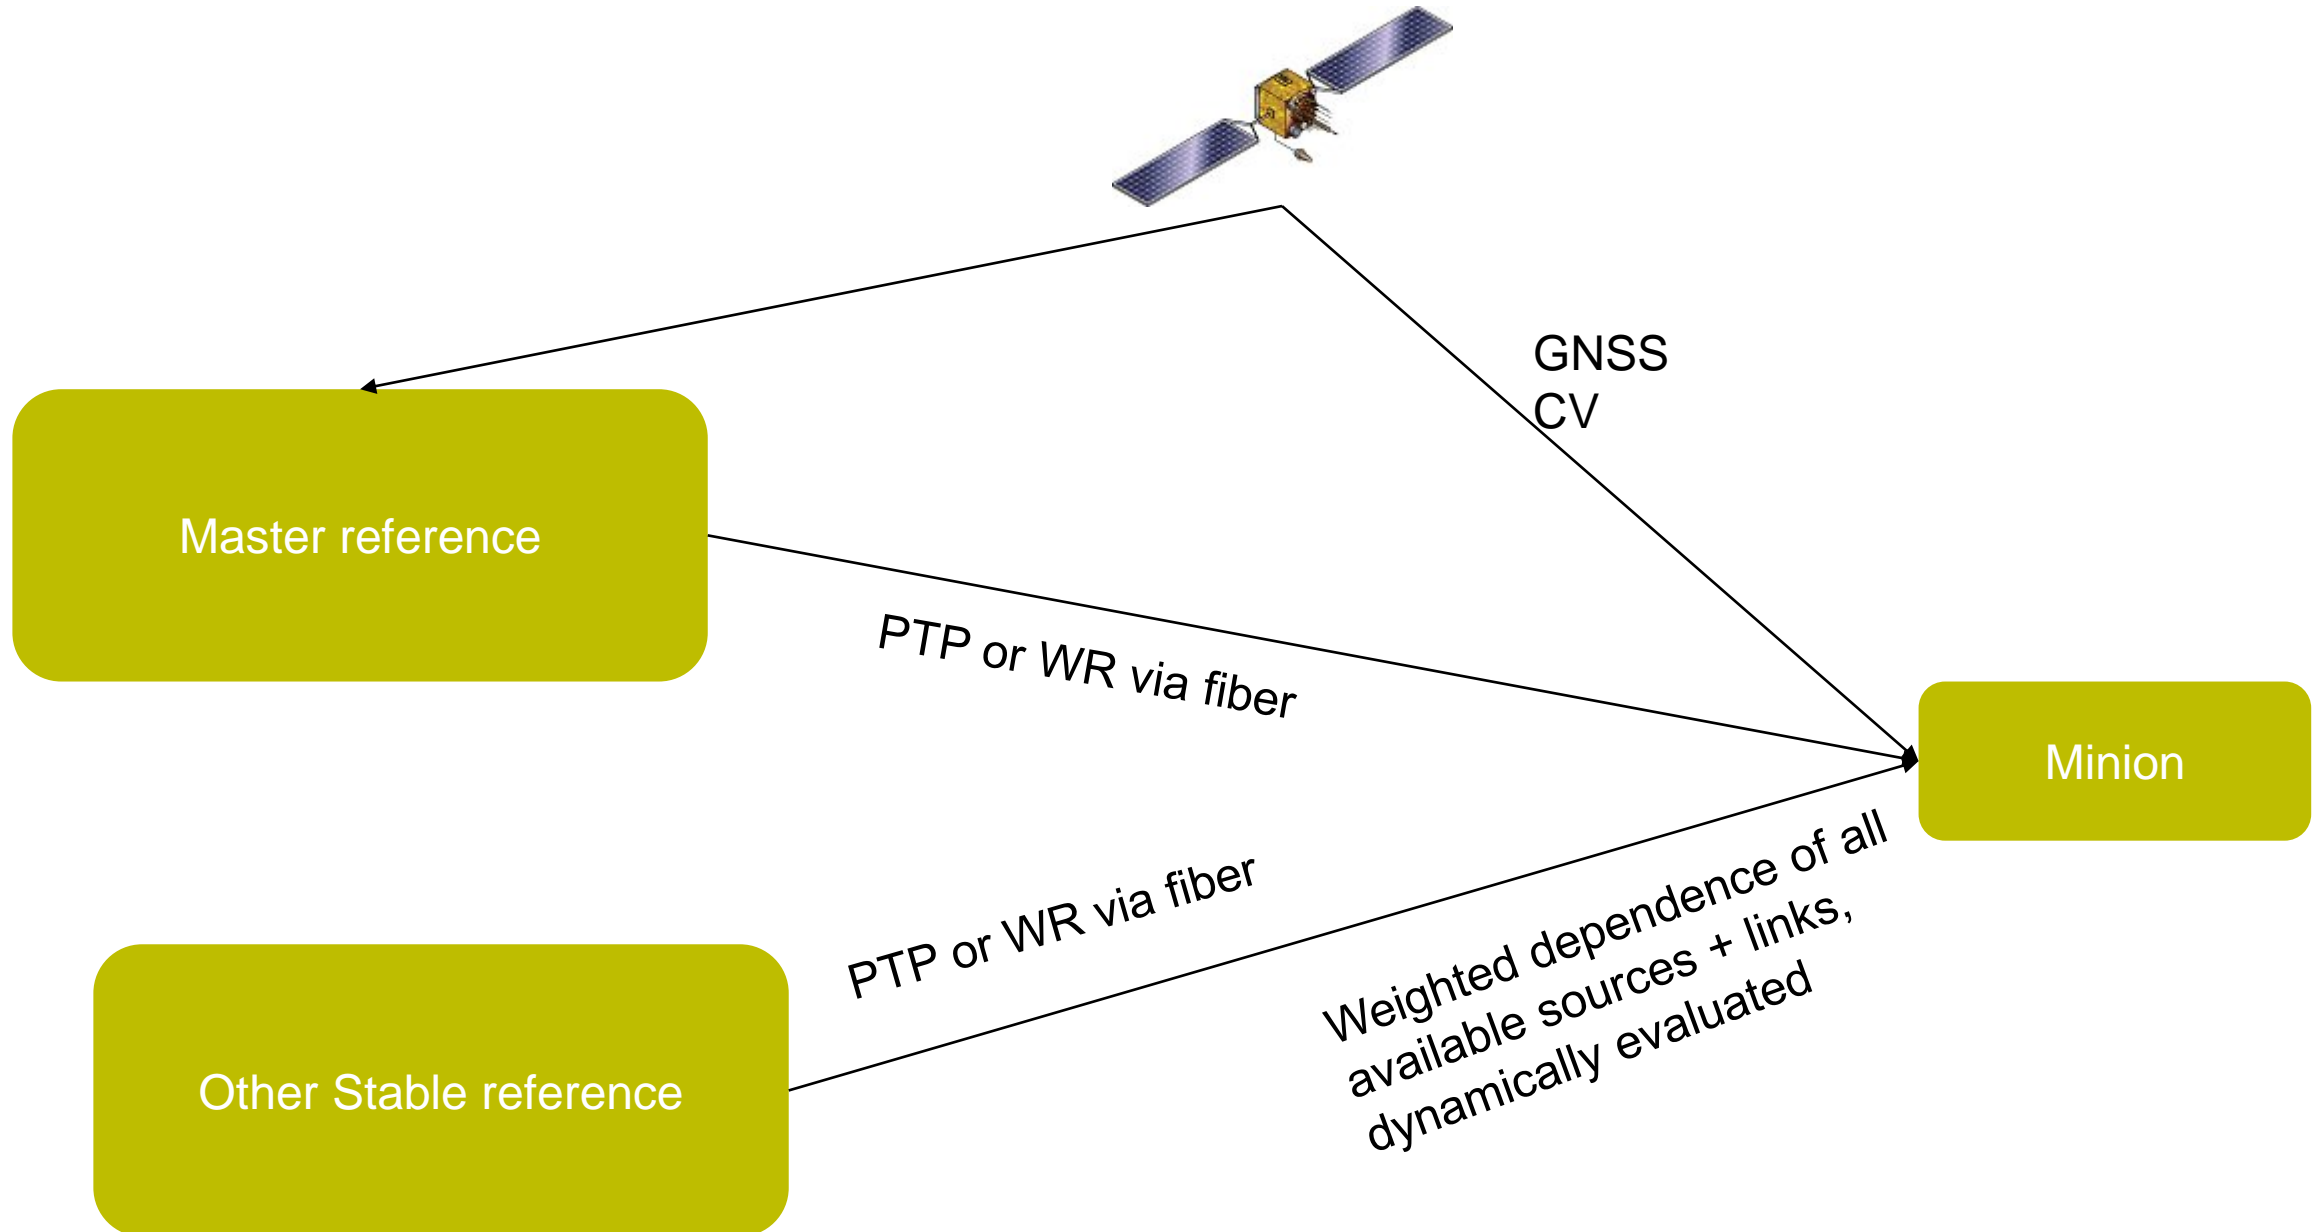 GNSS
CV
Master reference
PTP or WR via fiber
Minion
PTP or WR via fiber
Weighted dependence of all
available sources + links,
dynamically evaluated
Other Stable reference